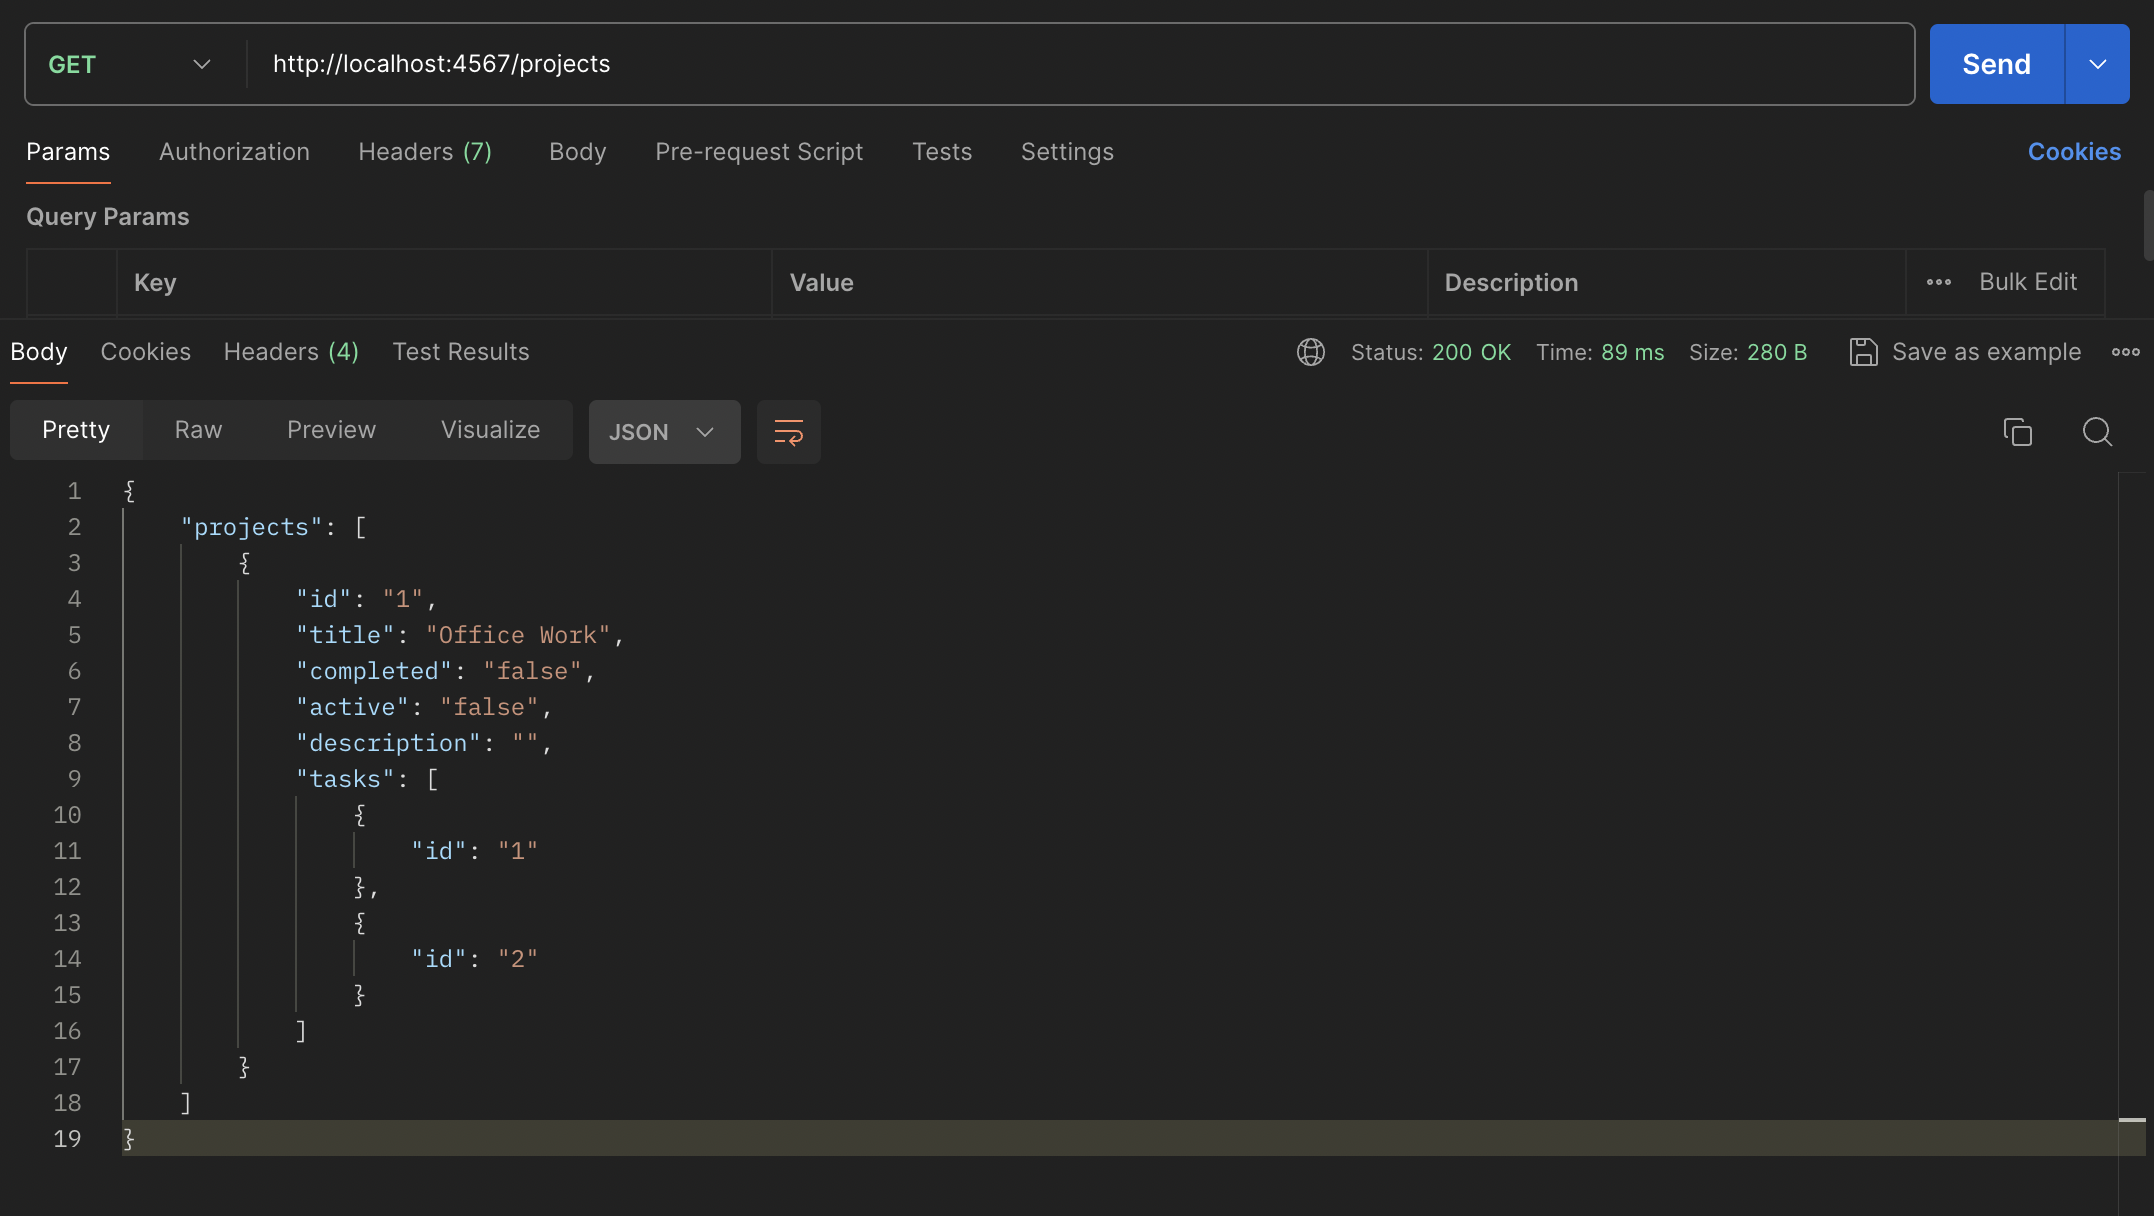 GET http://localhost:4567/projects Send
Params Authorization Headers (7) Body Pre-request Script Tests Settings Cookies
Query Params
Key Value Description Bulk Edit
Body Cookies Headers (4) Test Results Status: 200 OK Time: 89 ms Size: 280 B Save as example
Pretty Raw Preview Visualize JSON
1 {
2     "projects": [
3         {
4             "id": "1",
5             "title": "Office Work",
6             "completed": "false",
7             "active": "false",
8             "description": "",
9             "tasks": [
10                 {
11                     "id": "1"
12                 },
13                 {
14                     "id": "2"
15                 }
16             ]
17         }
18     ]
19 }